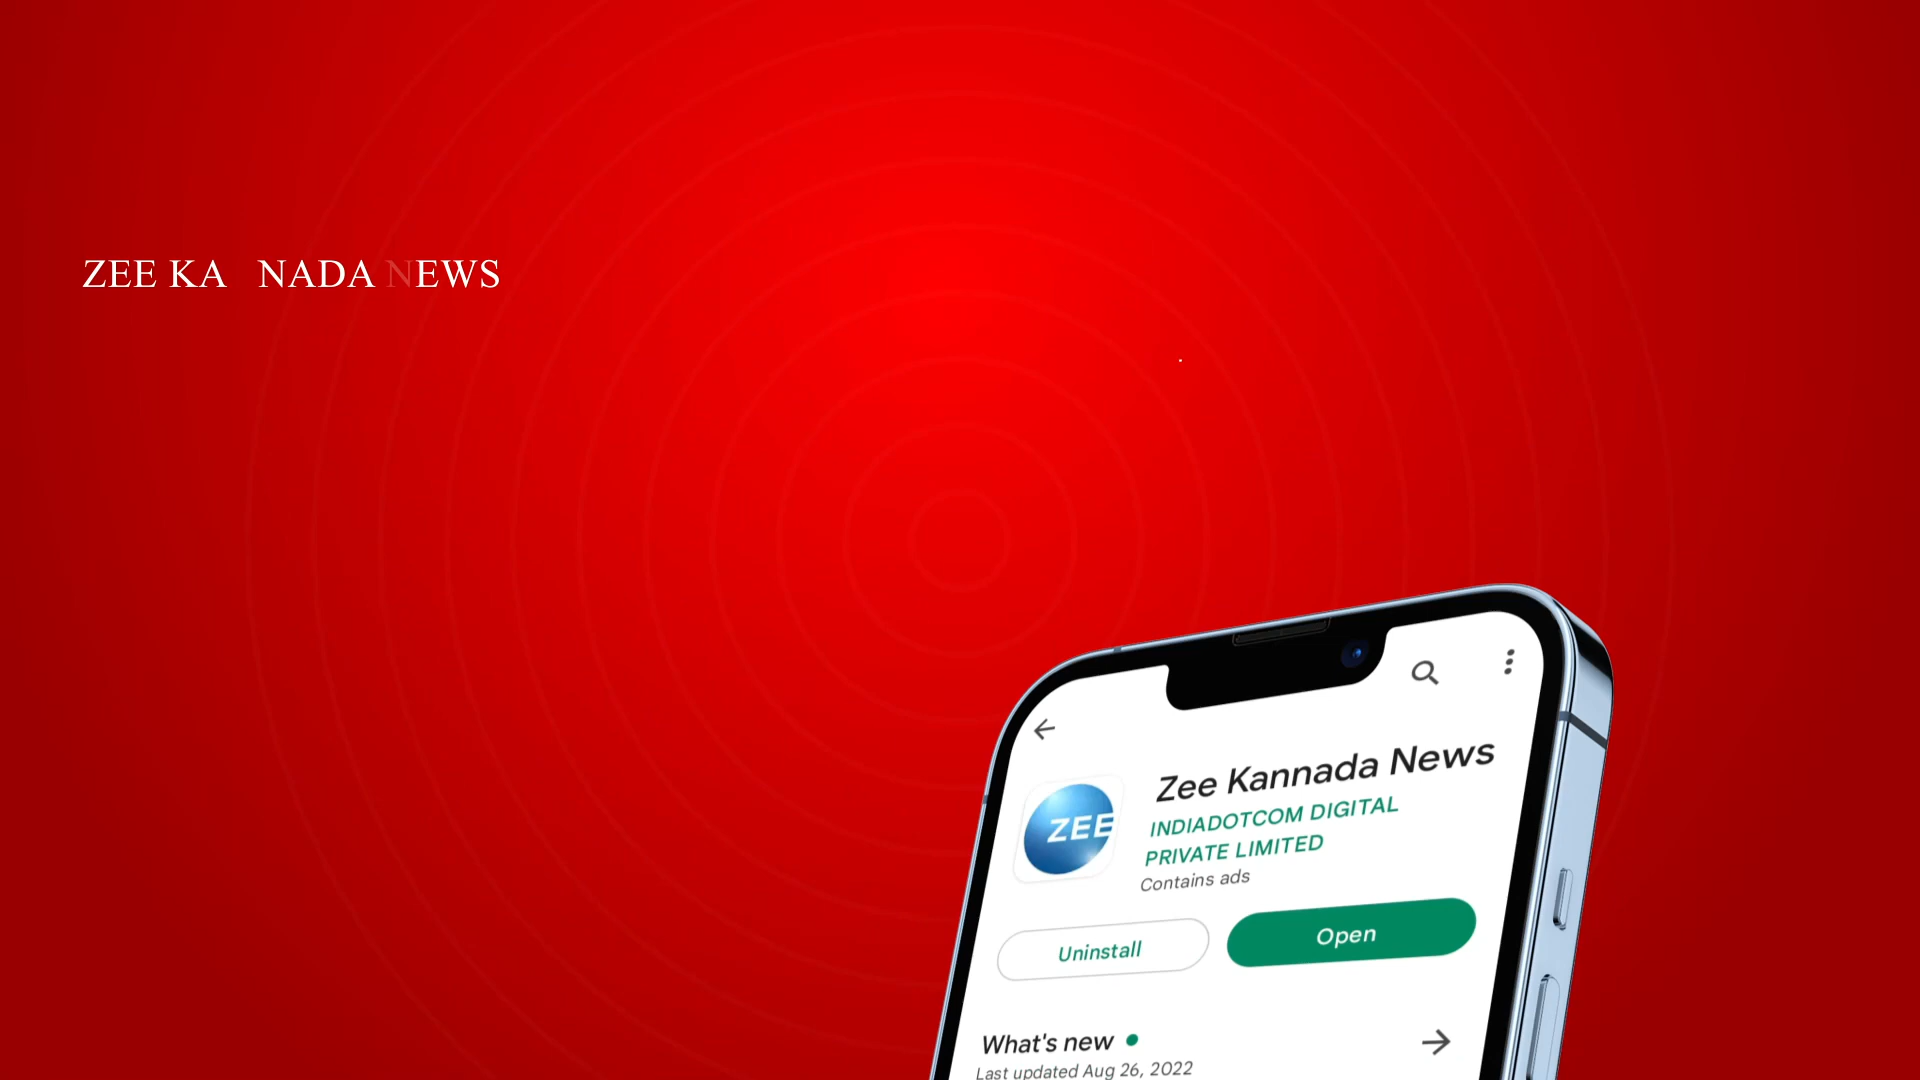 ZEE KA NADA NEWS
Zee Kannada News
ZEE
INDIADOTCOM DIGITAL
PRIVATE LIMITED
Contains ads
Uninstall
Open
What's new
Last updated Aug 26, 2022